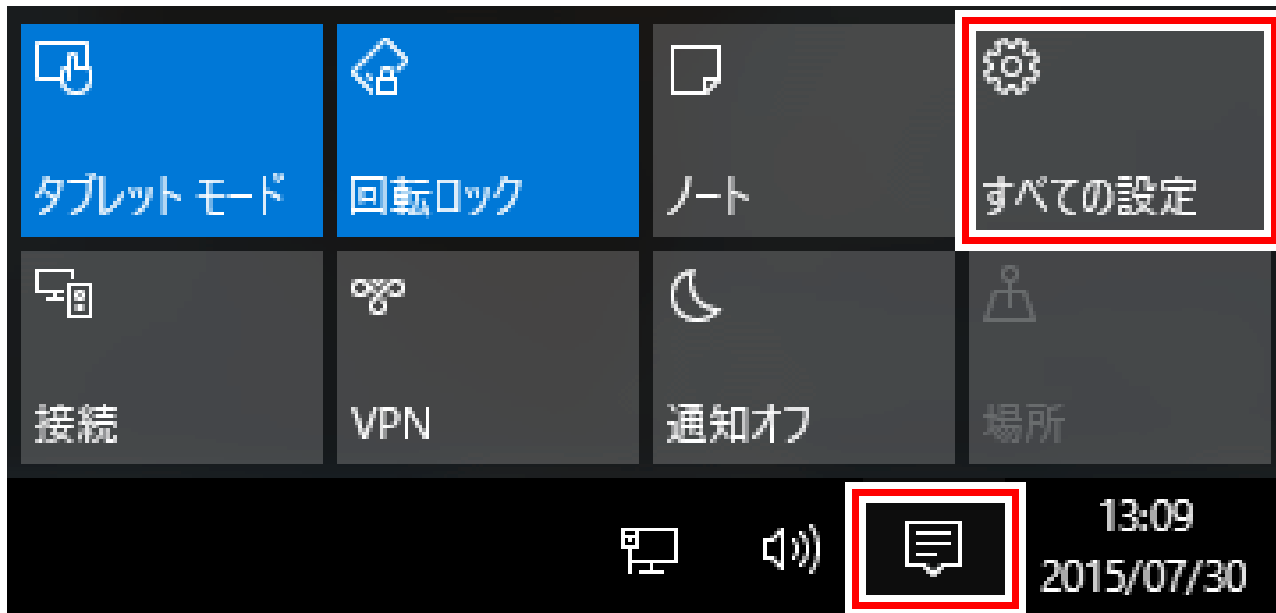 タブレット モード
回転ロック
ノート
すべての設定
接続
VPN
通知オフ
場所
13:09
2015/07/30